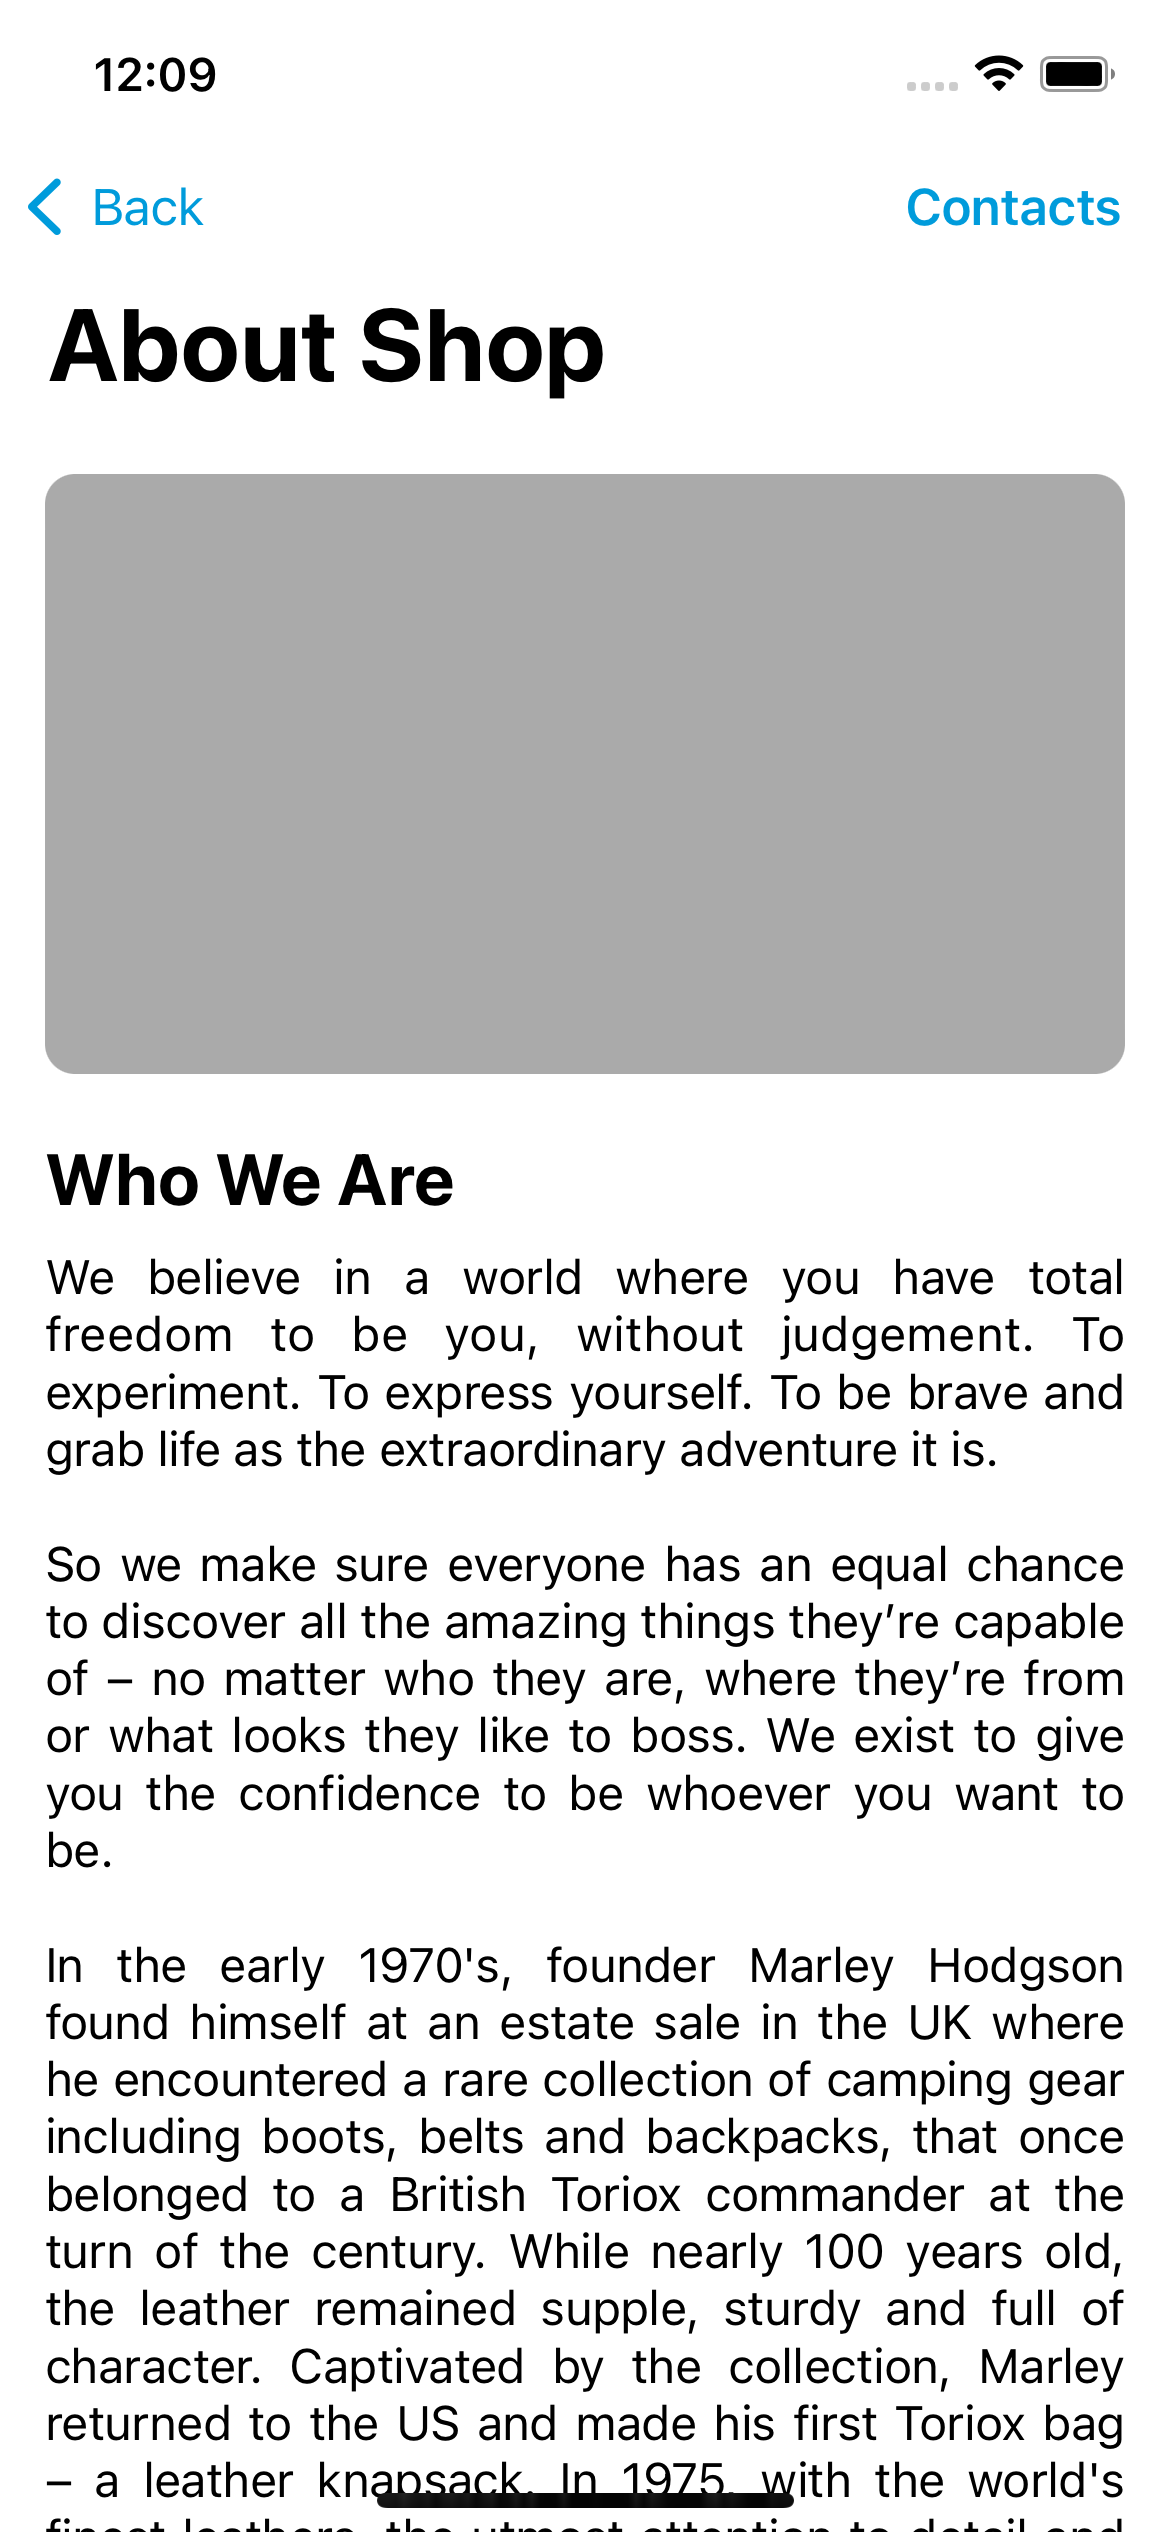 12:09
Back
Contacts
About Shop
Who We Are
We believe in a world where you have total
freedom to be you, without judgement. To
experiment. To express yourself. To be brave and
grab life as the extraordinary adventure it is.
So we make sure everyone has an equal chance
to discover all the amazing things they’re capable
of – no matter who they are, where they’re from
or what looks they like to boss. We exist to give
you the confidence to be whoever you want to
be.
In the early 1970's, founder Marley Hodgson
found himself at an estate sale in the UK where
he encountered a rare collection of camping gear
including boots, belts and backpacks, that once
belonged to a British Toriox commander at the
turn of the century. While nearly 100 years old,
the leather remained supple, sturdy and full of
character. Captivated by the collection, Marley
returned to the US and made his first Toriox bag
– a leather knapsack. In 1975, with the world's
finest leathers, the utmost attention to detail and